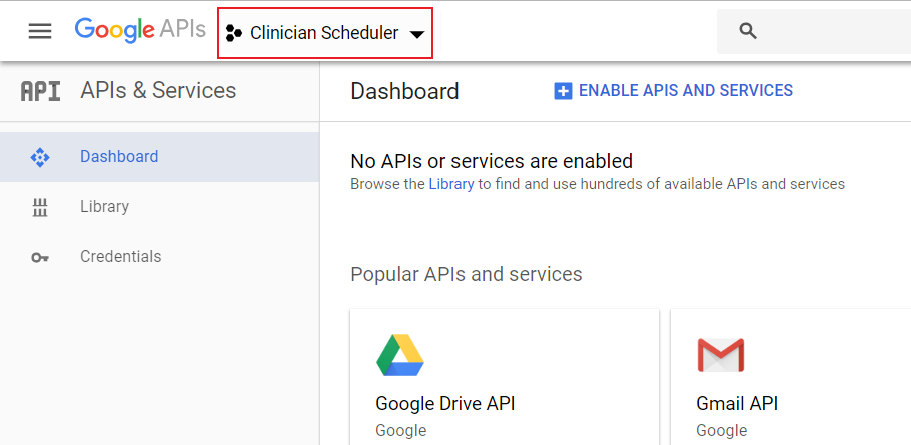 Google APIs Clinician Scheduler
API APIs & Services
Dashboard ENABLE APIS AND SERVICES
Dashboard
Library
Credentials
No APIs or services are enabled
Browse the Library to find and use hundreds of available APIs and services
Popular APIs and services
Google Drive API
Google
Gmail API
Google